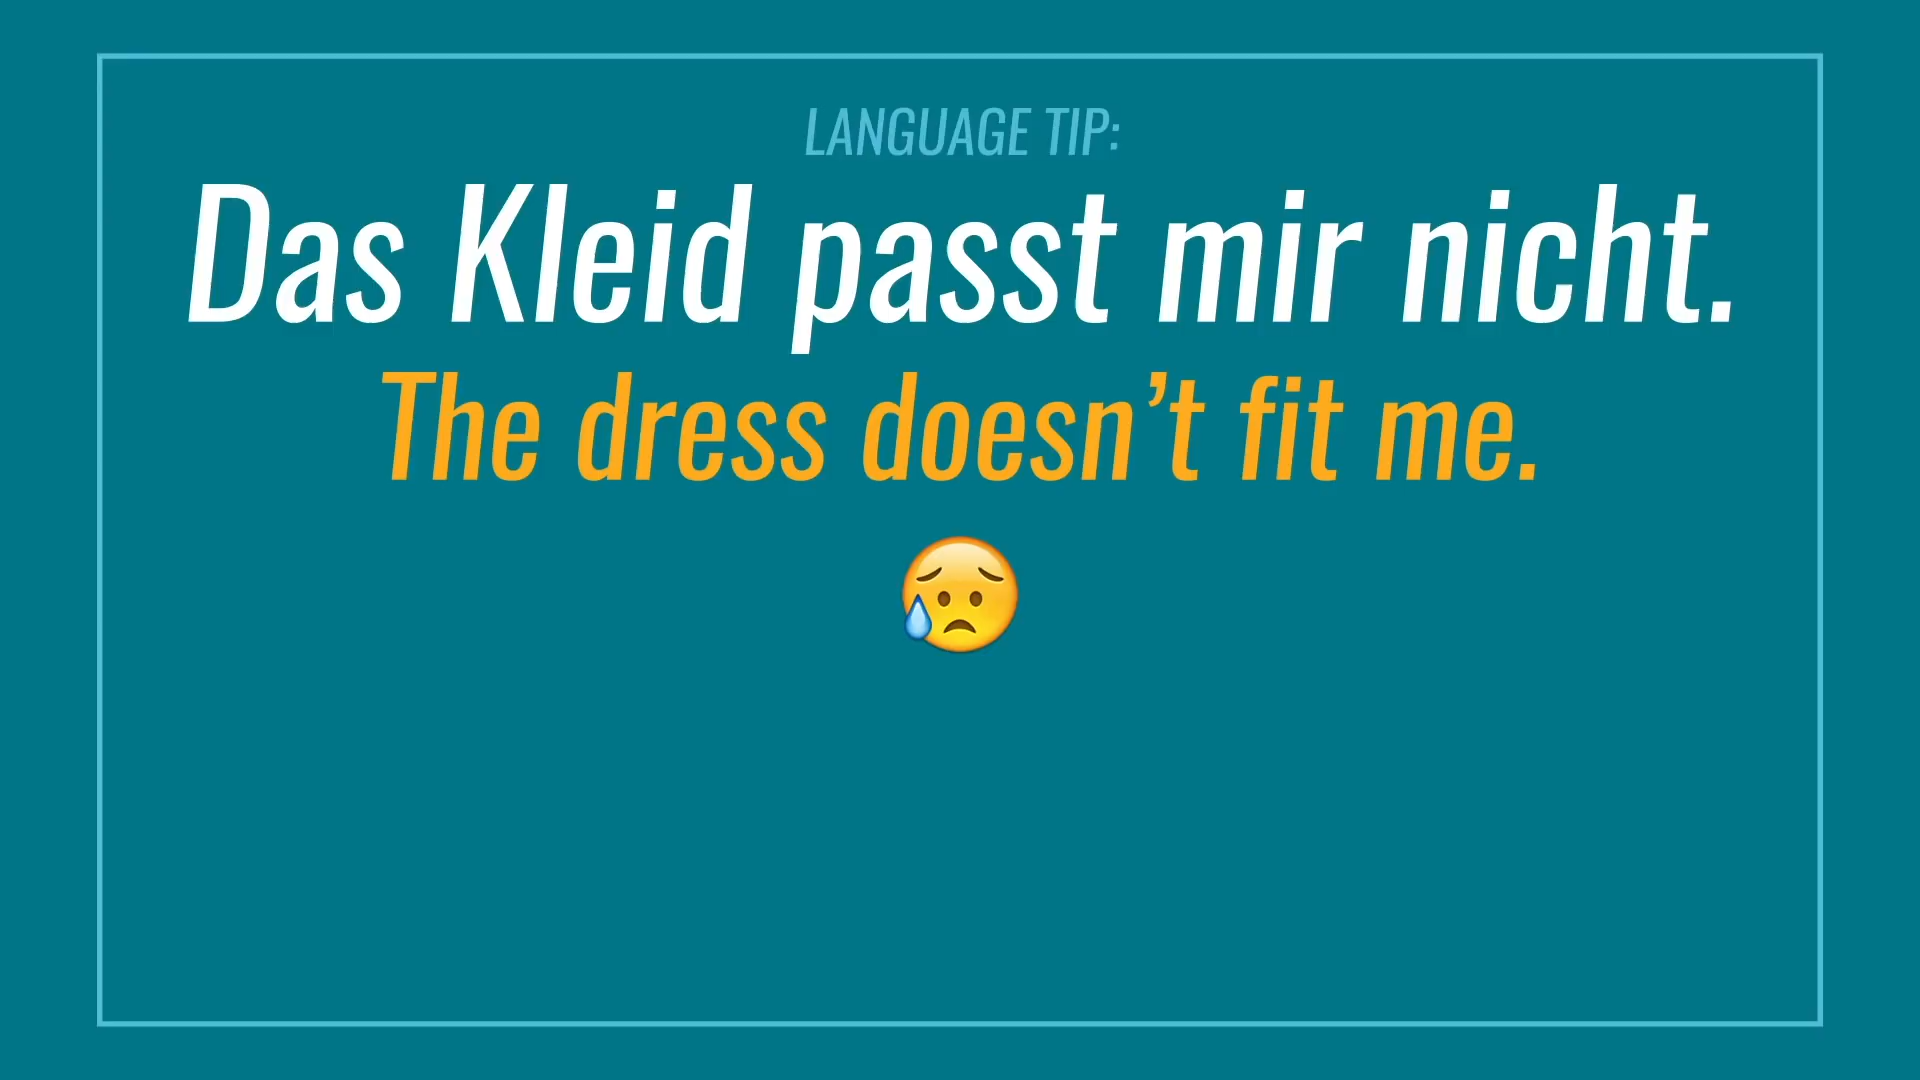 LANGUAGE TIP:
Das Kleid passt mir nicht.
The dress doesn’t fit me.